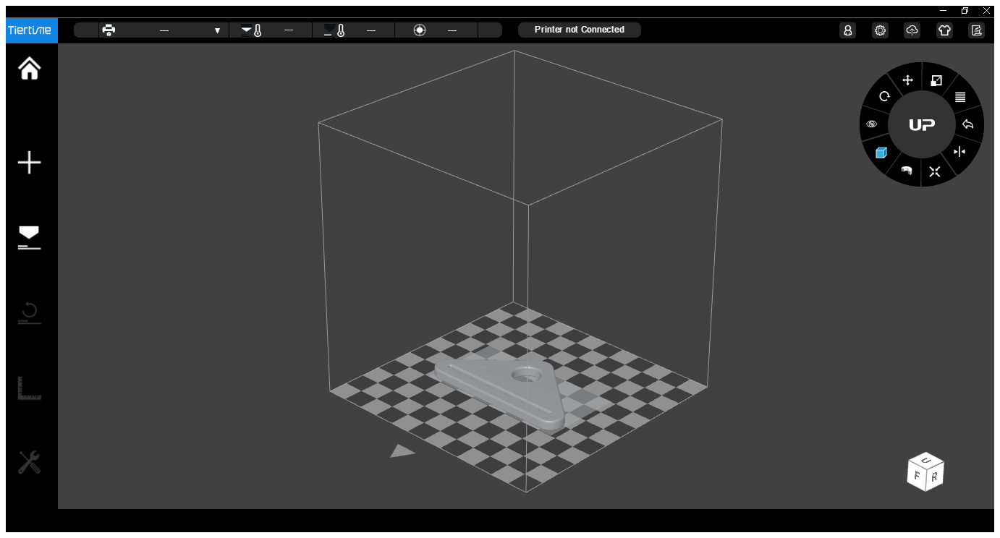 Tiertime
--- ▼ --- --- --- Printer not Connected
UP
U
F R